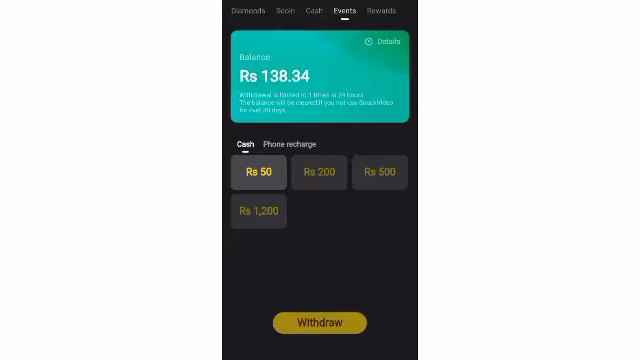 Diamonds Scoin Cash Events Rewards
Details
Balance
Rs 138.34
Withdrawal is limited to 1 times in 24 hours
The balance will be cleared if you not use SnackVideo
for over 30 days
Cash Phone recharge
Rs 50 Rs 200 Rs 500
Rs 1,200
Withdraw